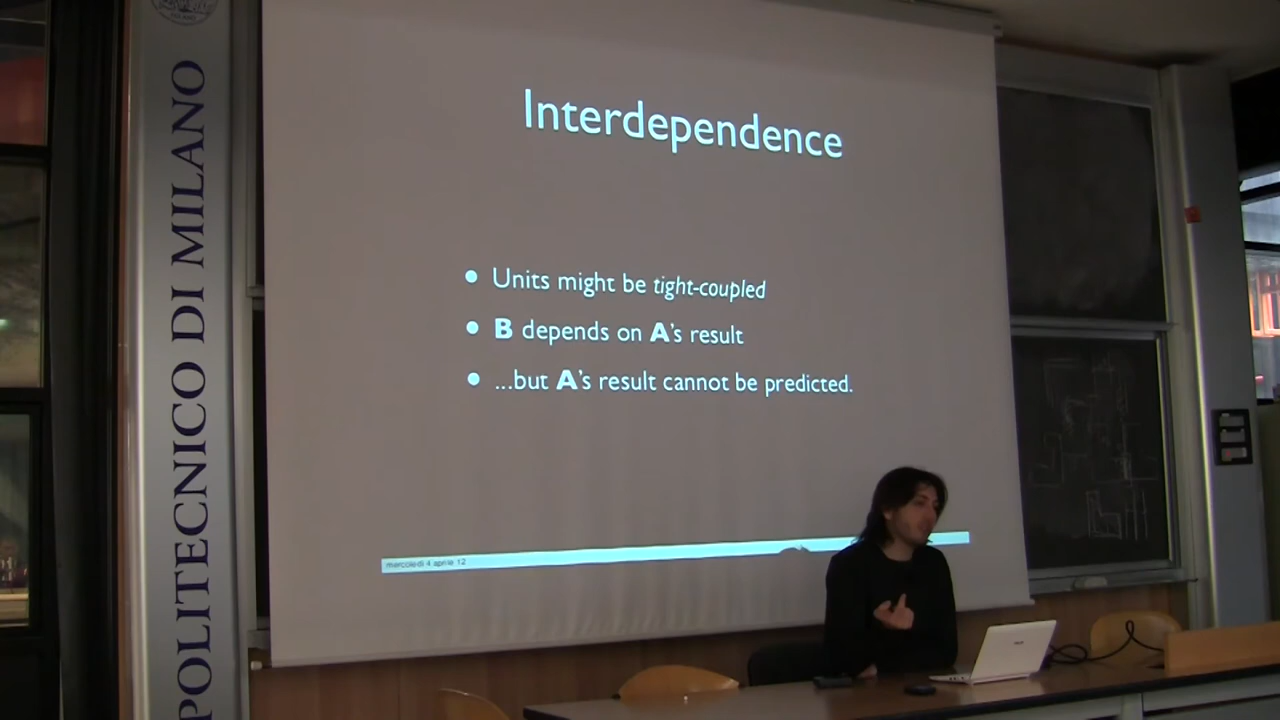 POLITECNICO DI MILANO
Interdependence
• Units might be tight-coupled
• B depends on A's result
• ...but A's result cannot be predicted.
mercoledì 4 aprile 12